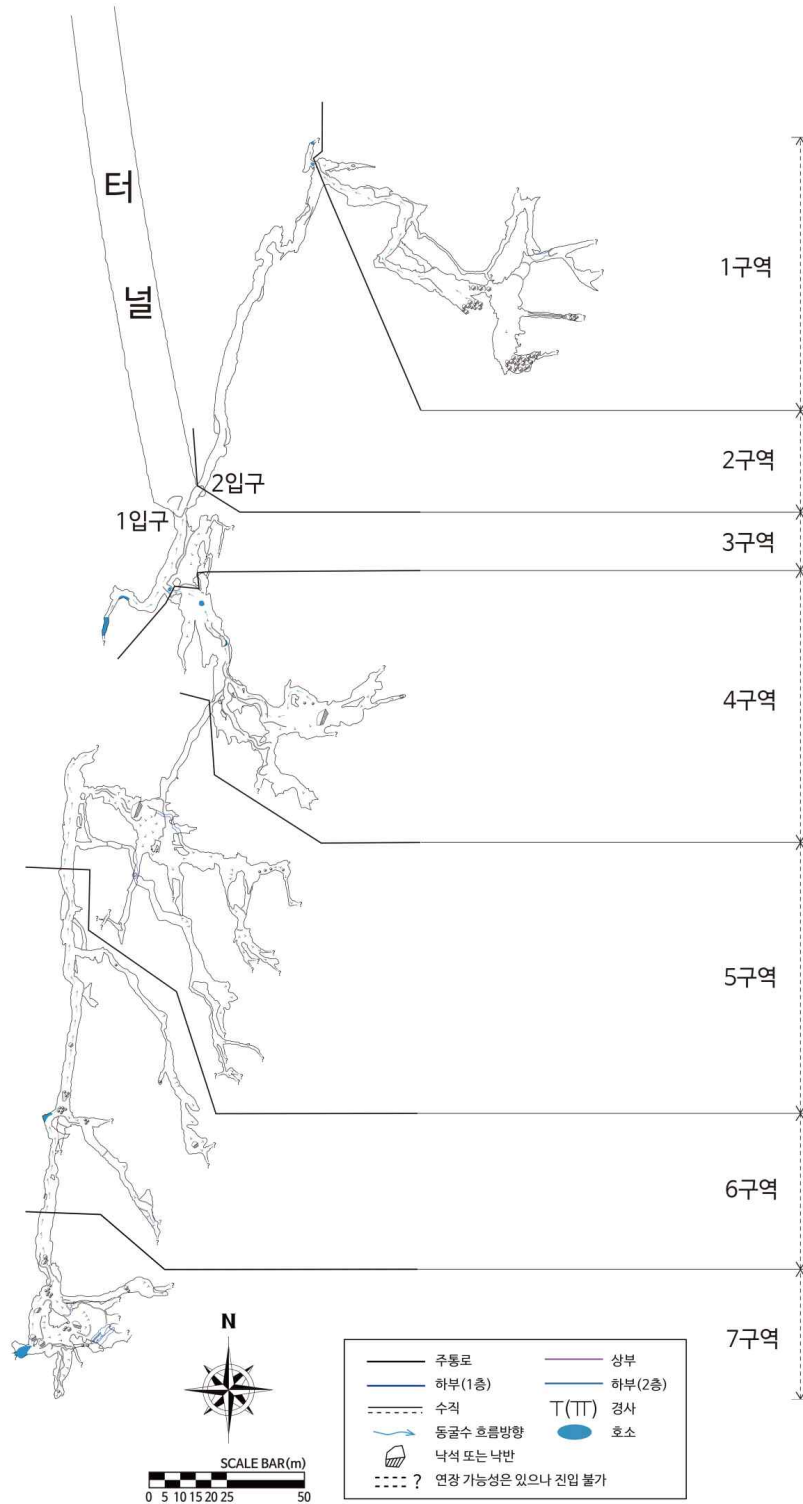 터
널
1구역
2구역
2입구
1입구
3구역
4구역
5구역
6구역
7구역
N
SCALE BAR(m)
0 5 10 15 20 25 50
주통로
상부
하부(1층)
하부(2층)
수직
T(TT) 경사
동굴수 흐름방향
호소
낙석 또는 낙반
? 연장 가능성은 있으나 진입 불가